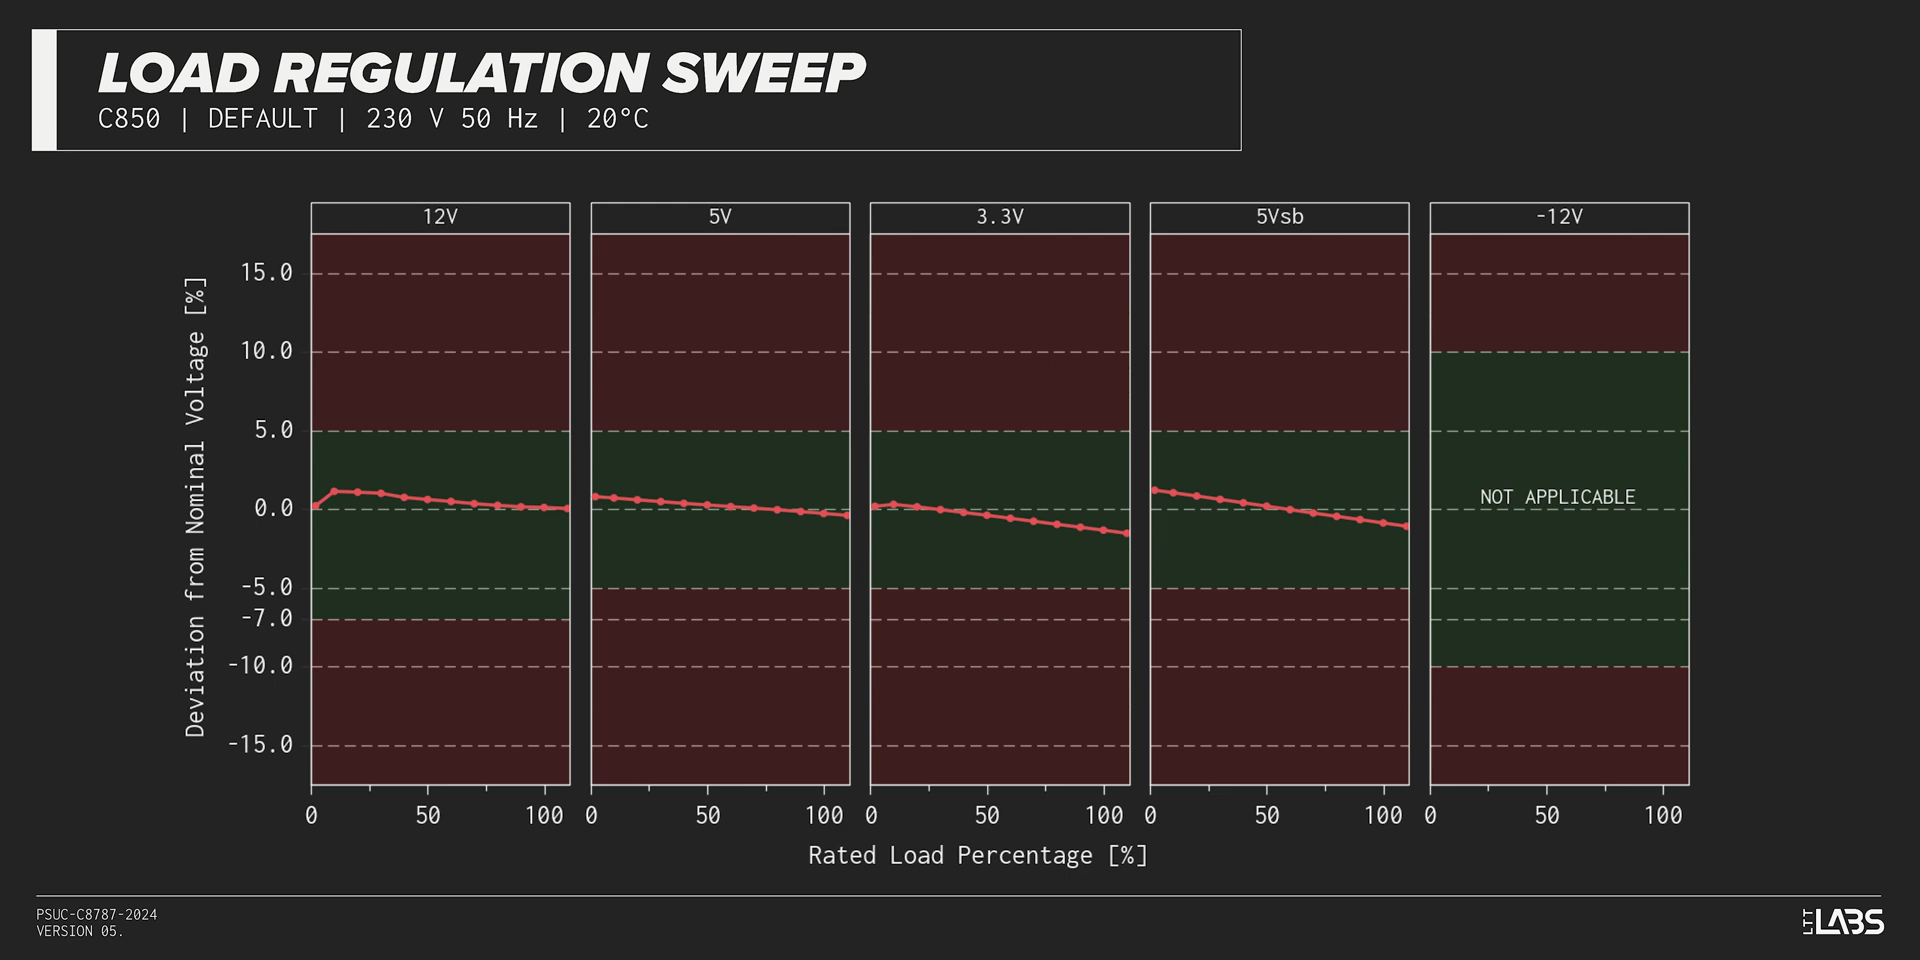 LOAD REGULATION SWEEP
C850 | DEFAULT | 230 V 50 Hz | 20°C
12V
5V
3.3V
5Vsb
-12V
Deviation from Nominal Voltage [%]
15.0
10.0
5.0
0.0
-5.0
-7.0
-10.0
-15.0
NOT APPLICABLE
0 50 100 0 50 100 0 50 100 0 50 100 0 50 100
Rated Load Percentage [%]
PSUC-C8787-2024
VERSION 05.
LTT LABS